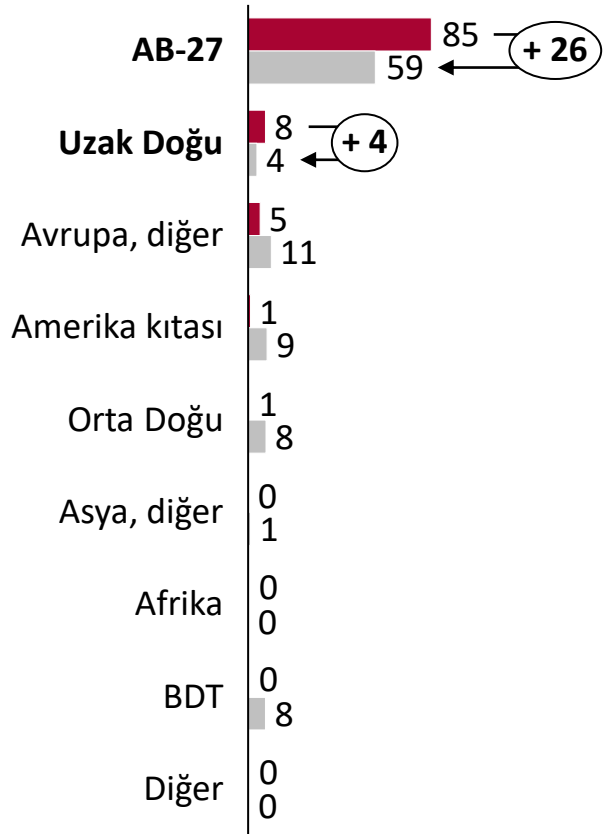 AB-27 85 + 26
59
Uzak Doğu 8 + 4
4
Avrupa, diğer 5
11
Amerika kıtası 1
9
Orta Doğu 1
8
Asya, diğer 0
1
Afrika 0
0
BDT 0
8
Diğer 0
0